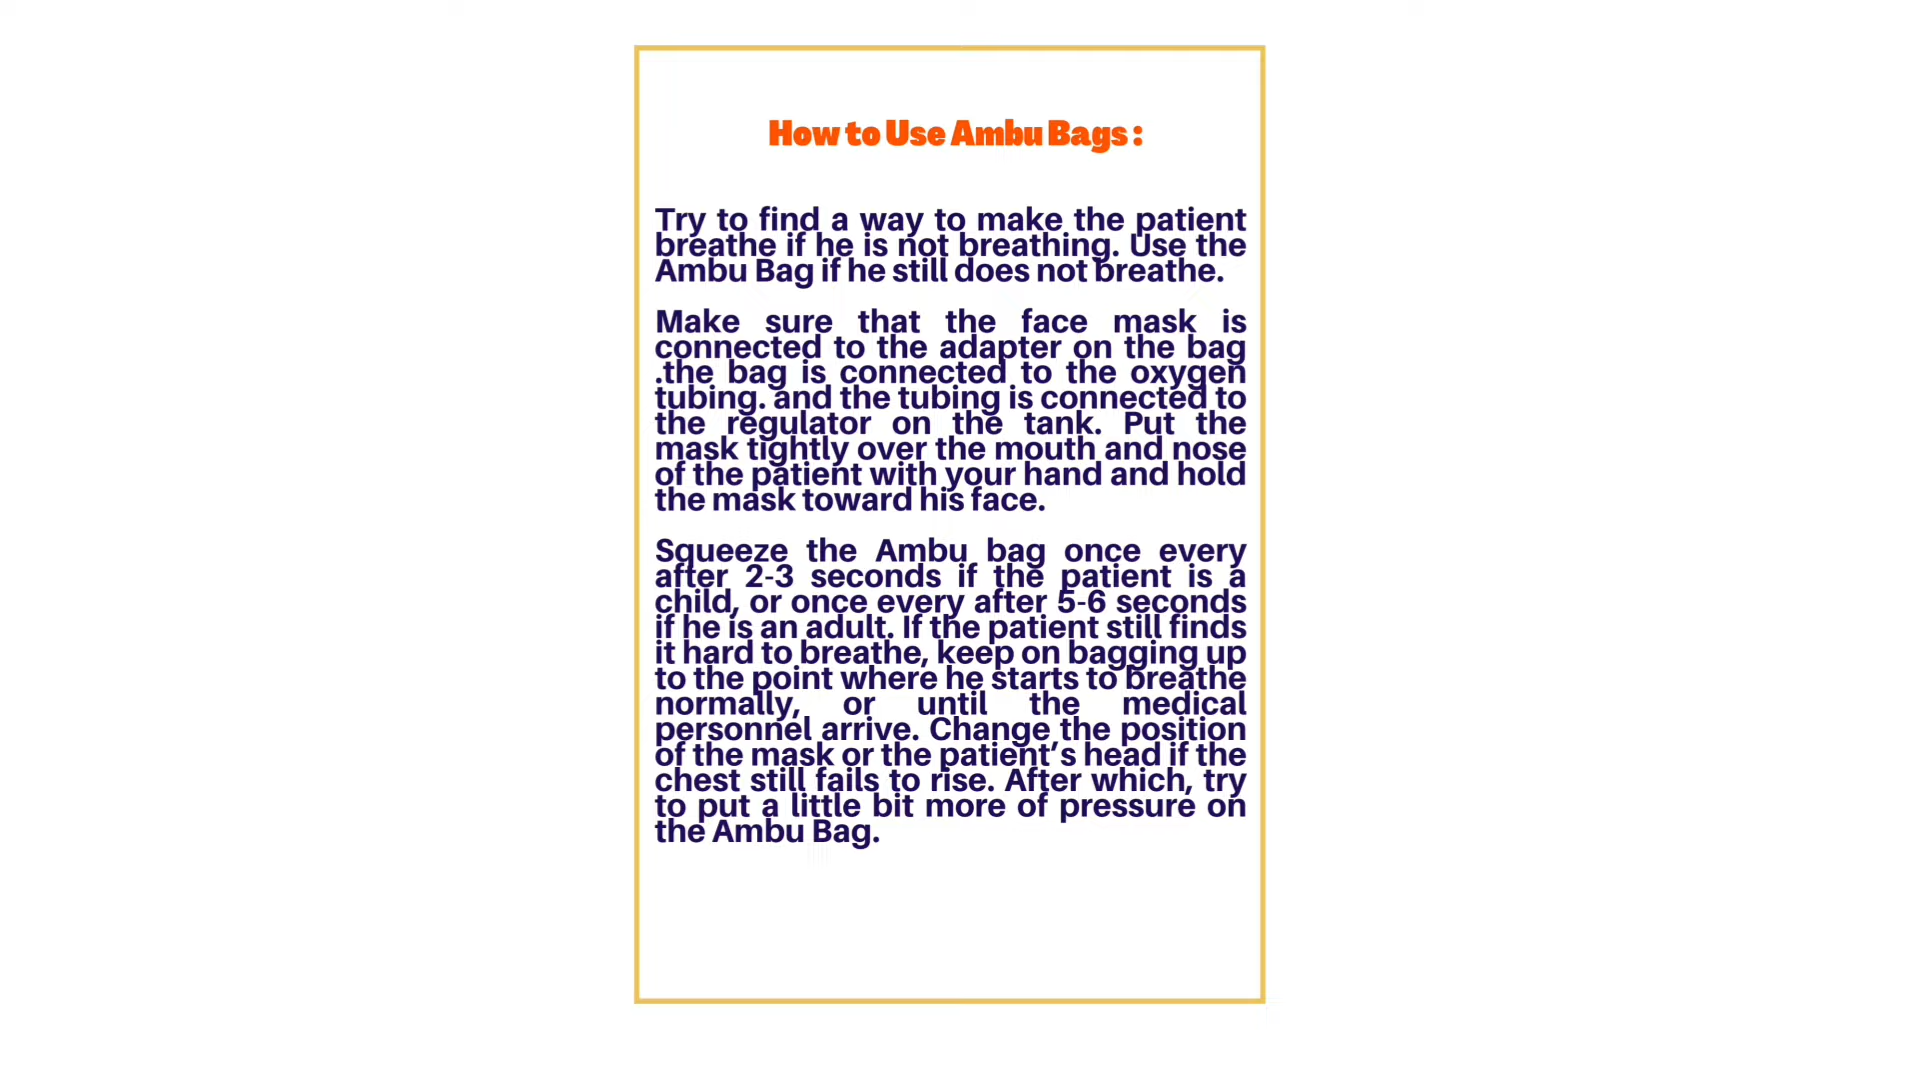 How to Use Ambu Bags :
Try to find a way to make the patient
breathe if he is not breathing. Use the
Ambu Bag if he still does not breathe.
Make sure that the face mask is
connected to the adapter on the bag
.the bag is connected to the oxygen
tubing. and the tubing is connected to
the regulator on the tank. Put the
mask tightly over the mouth and nose
of the patient with your hand and hold
the mask toward his face.
Squeeze the Ambu bag once every
after 2-3 seconds if the patient is a
child, or once every after 5-6 seconds
if he is an adult. If the patient still finds
it hard to breathe, keep on bagging up
to the point where he starts to breathe
normally, or until the medical
personnel arrive. Change the position
of the mask or the patient’s head if the
chest still fails to rise. After which, try
to put a little bit more of pressure on
the Ambu Bag.